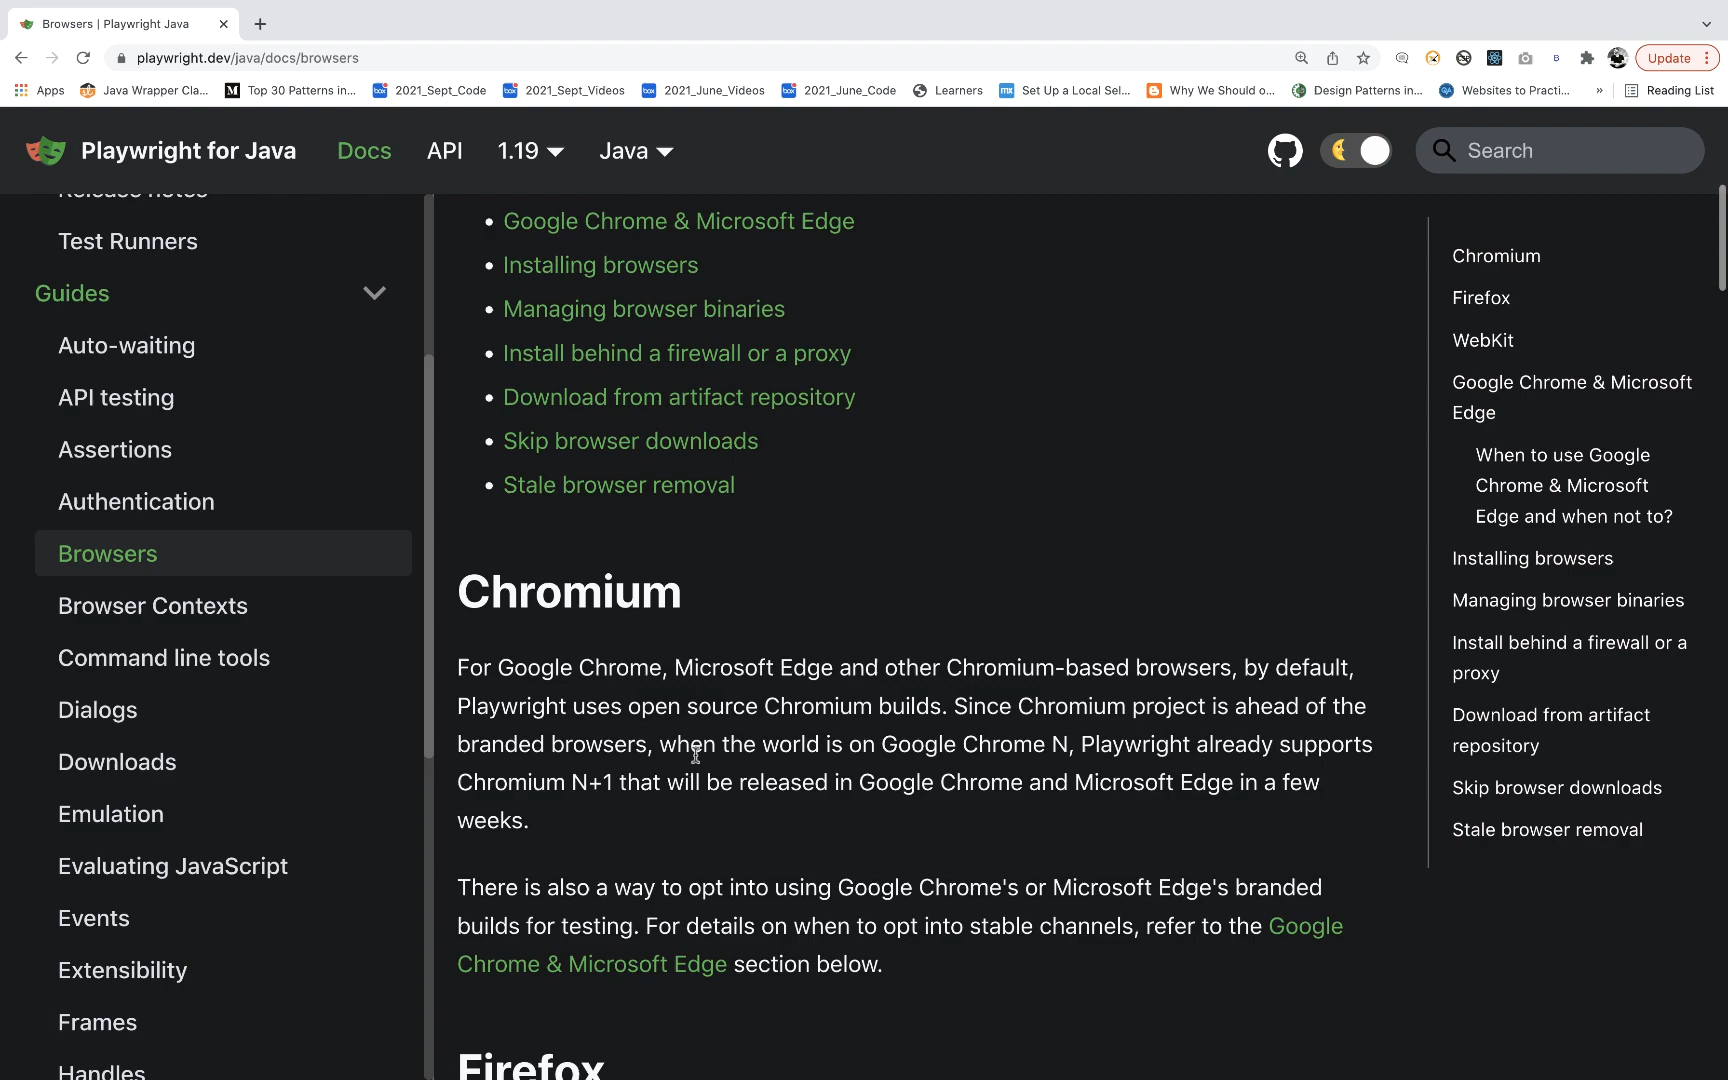 Browsers | Playwright Java
playwright.dev/java/docs/browsers
Update
Apps
Java Wrapper Cla...
Top 30 Patterns in...
2021_Sept_Code
2021_Sept_Videos
2021_June_Videos
2021_June_Code
Learners
Set Up a Local Sel...
Why We Should o...
Design Patterns in...
Websites to Practi...
»
Reading List
Playwright for Java
Docs
API
1.19
Java
Search
Release notes
Test Runners
Guides
Auto-waiting
API testing
Assertions
Authentication
Browsers
Browser Contexts
Command line tools
Dialogs
Downloads
Emulation
Evaluating JavaScript
Events
Extensibility
Frames
Handles
• Google Chrome & Microsoft Edge
• Installing browsers
• Managing browser binaries
• Install behind a firewall or a proxy
• Download from artifact repository
• Skip browser downloads
• Stale browser removal
Chromium
For Google Chrome, Microsoft Edge and other Chromium-based browsers, by default,
Playwright uses open source Chromium builds. Since Chromium project is ahead of the
branded browsers, when the world is on Google Chrome N, Playwright already supports
Chromium N+1 that will be released in Google Chrome and Microsoft Edge in a few
weeks.
There is also a way to opt into using Google Chrome's or Microsoft Edge's branded
builds for testing. For details on when to opt into stable channels, refer to the Google
Chrome & Microsoft Edge section below.
Firefox
Chromium
Firefox
WebKit
Google Chrome & Microsoft
Edge
When to use Google
Chrome & Microsoft
Edge and when not to?
Installing browsers
Managing browser binaries
Install behind a firewall or a
proxy
Download from artifact
repository
Skip browser downloads
Stale browser removal